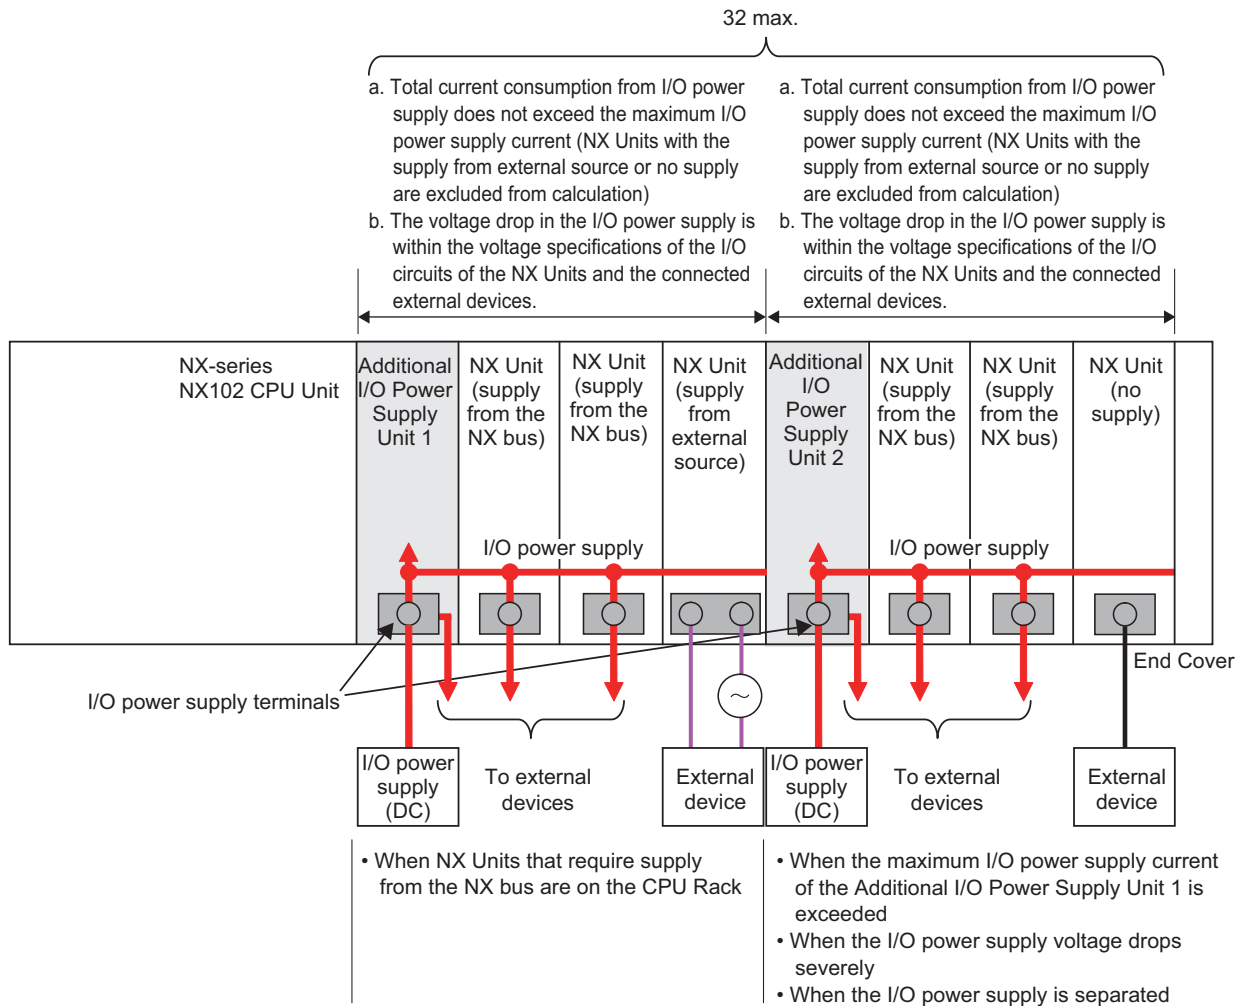 32 max.
a. Total current consumption from I/O power
supply does not exceed the maximum I/O
power supply current (NX Units with the
supply from external source or no supply
are excluded from calculation)
b. The voltage drop in the I/O power supply is
within the voltage specifications of the I/O
circuits of the NX Units and the connected
external devices.
a. Total current consumption from I/O power
supply does not exceed the maximum I/O
power supply current (NX Units with the
supply from external source or no supply
are excluded from calculation)
b. The voltage drop in the I/O power supply is
within the voltage specifications of the I/O
circuits of the NX Units and the connected
external devices.
NX-series
NX102 CPU Unit
Additional
I/O Power
Supply
Unit 1
NX Unit
(supply
from the
NX bus)
NX Unit
(supply
from the
NX bus)
NX Unit
(supply
from
external
source)
Additional
I/O
Power
Supply
Unit 2
NX Unit
(supply
from the
NX bus)
NX Unit
(supply
from the
NX bus)
NX Unit
(no
supply)
I/O power supply
I/O power supply
End Cover
I/O power supply terminals
I/O power
supply
(DC)
To external
devices
External
device
I/O power
supply
(DC)
To external
devices
External
device
• When NX Units that require supply
from the NX bus are on the CPU Rack
• When the maximum I/O power supply current
of the Additional I/O Power Supply Unit 1 is
exceeded
• When the I/O power supply voltage drops
severely
• When the I/O power supply is separated